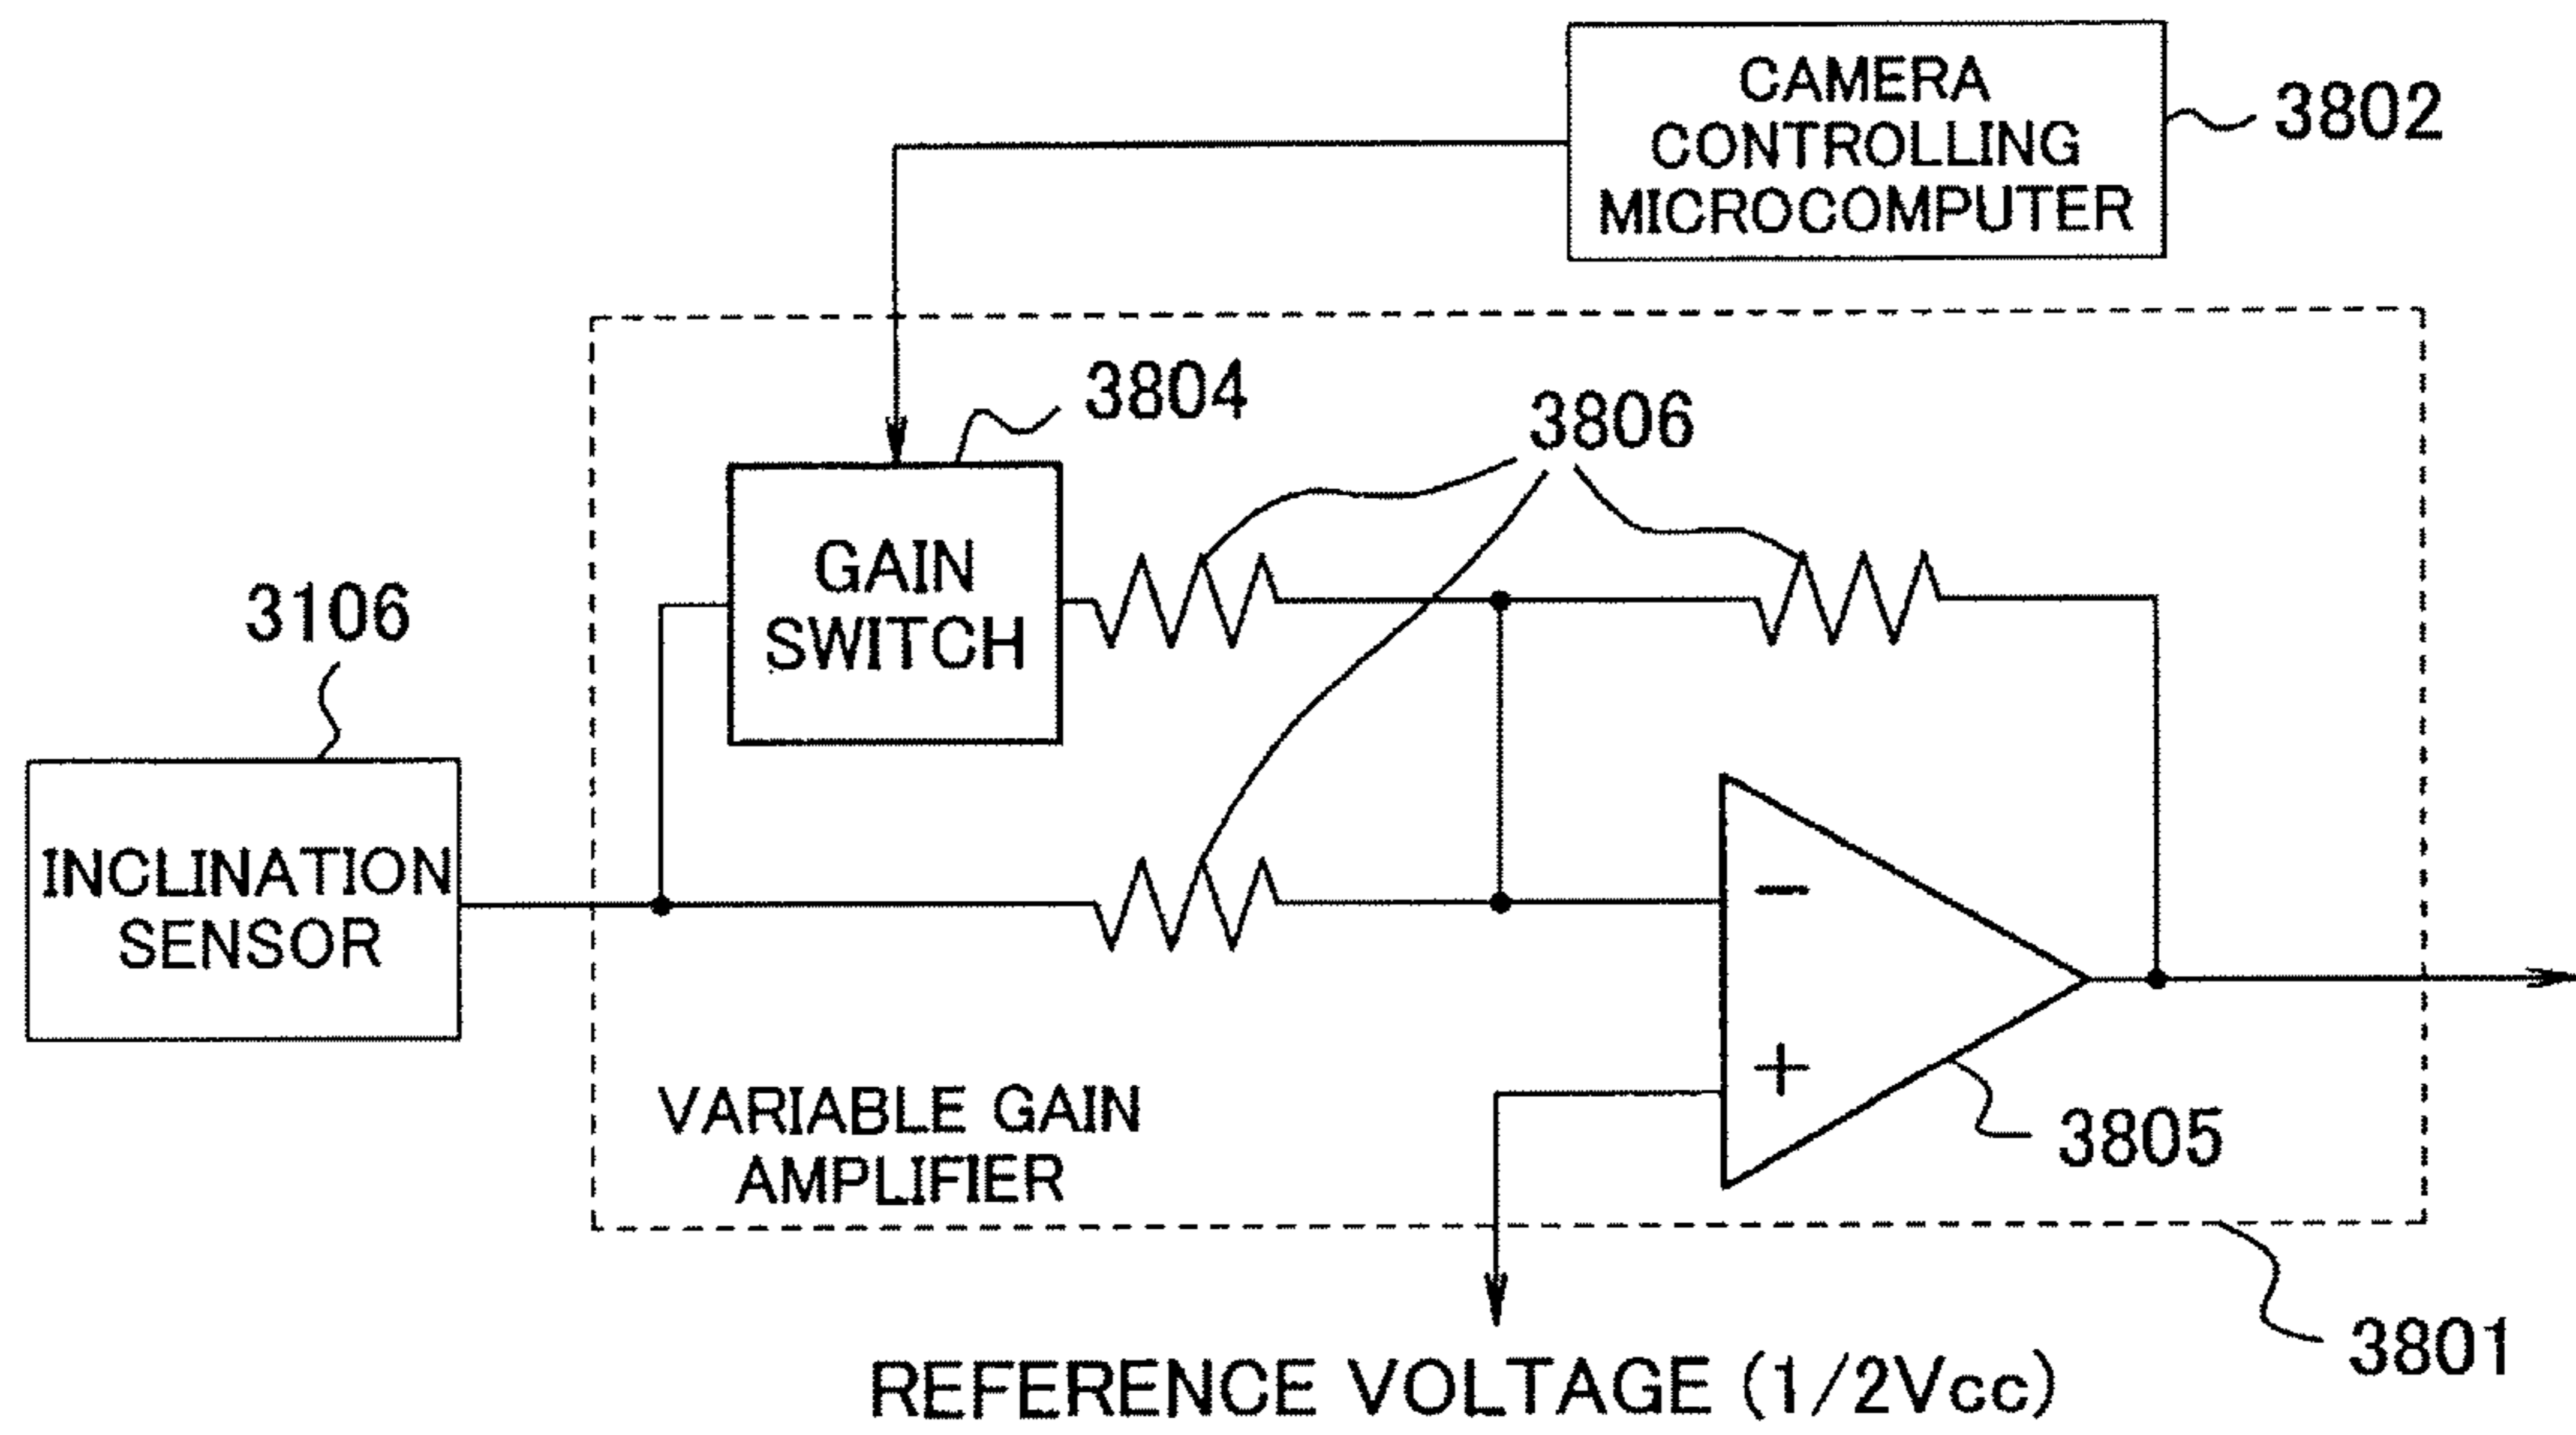 CAMERA
CONTROLLING
MICROCOMPUTER
3802
3804
3806
GAIN
SWITCH
3106
INCLINATION
SENSOR
−
+
VARIABLE GAIN
AMPLIFIER
3805
3801
REFERENCE VOLTAGE (1/2Vcc)